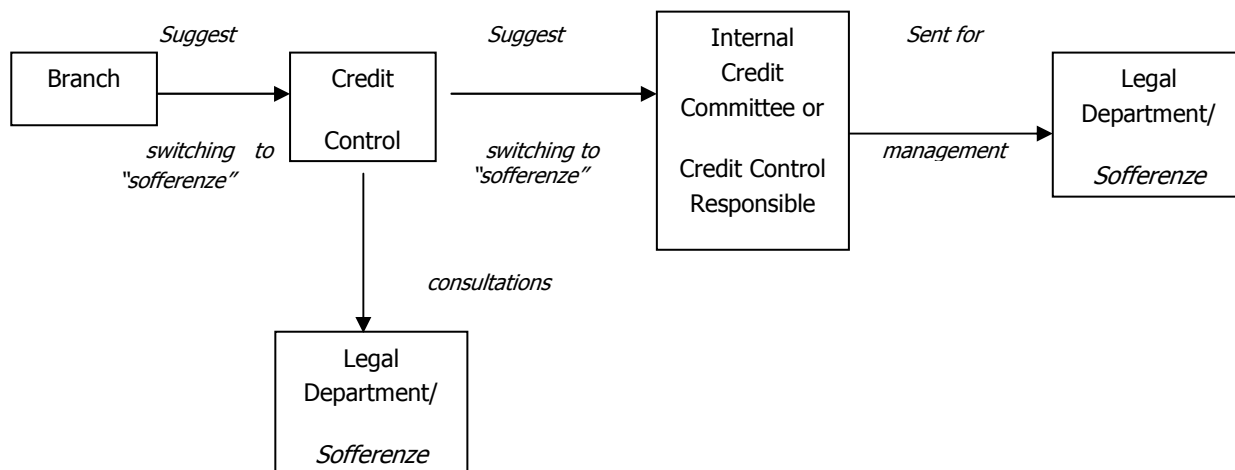 Suggest
Branch
switching to
“sofferenze”
Credit
Control
Suggest
switching to
“sofferenze”
Internal
Credit
Committee or
Credit Control
Responsible
Sent for
management
Legal
Department/
Sofferenze
consultations
Legal
Department/
Sofferenze